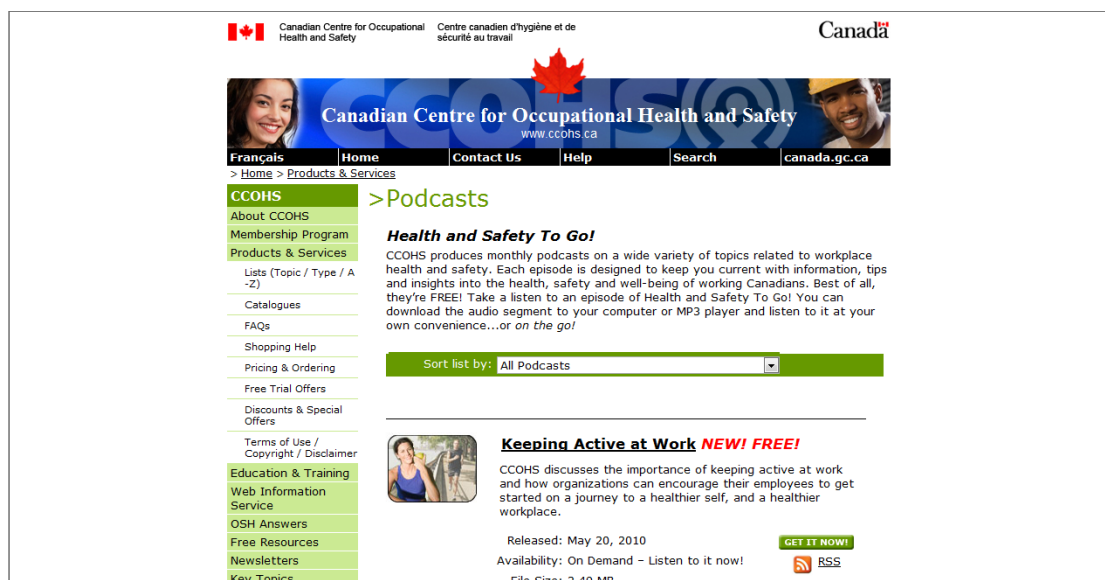 Canadian Centre for Occupational Health and Safety
Centre canadien d'hygiène et de sécurité au travail
Canada
CCOHS
Canadian Centre for Occupational Health and Safety
www.ccohs.ca
Français Home Contact Us Help Search canada.gc.ca
> Home > Products & Services
CCOHS
About CCOHS
Membership Program
Products & Services
Lists (Topic / Type / A
-Z)
Catalogues
FAQs
Shopping Help
Pricing & Ordering
Free Trial Offers
Discounts & Special
Offers
Terms of Use /
Copyright / Disclaimer
Education & Training
Web Information
Service
OSH Answers
Free Resources
Newsletters
Key Topics
>Podcasts
Health and Safety To Go!
CCOHS produces monthly podcasts on a wide variety of topics related to workplace
health and safety. Each episode is designed to keep you current with information, tips
and insights into the health, safety and well-being of working Canadians. Best of all,
they're FREE! Take a listen to an episode of Health and Safety To Go! You can
download the audio segment to your computer or MP3 player and listen to it at your
own convenience...or on the go!
Sort list by: All Podcasts
Keeping Active at Work NEW! FREE!
CCOHS discusses the importance of keeping active at work
and how organizations can encourage their employees to get
started on a journey to a healthier self, and a healthier
workplace.
Released: May 20, 2010
GET IT NOW!
Availability: On Demand – Listen to it now!
RSS
File Size: 2.40 MB